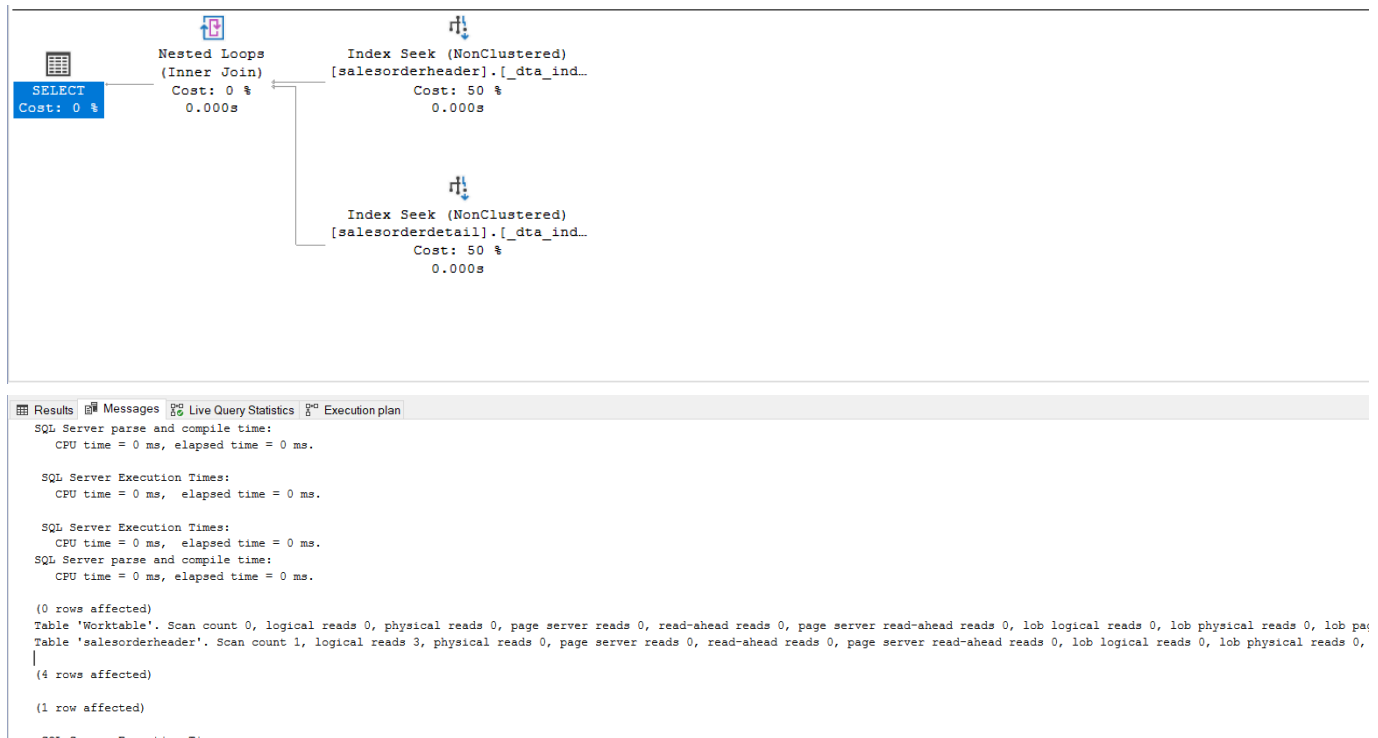 Nested Loops
(Inner Join)
Cost: 0 %
0.000s
Index Seek (NonClustered)
[salesorderheader].[_dta_ind…
Cost: 50 %
0.000s
SELECT
Cost: 0 %
Index Seek (NonClustered)
[salesorderdetail].[_dta_ind…
Cost: 50 %
0.000s
Results Messages Live Query Statistics Execution plan
SQL Server parse and compile time:
CPU time = 0 ms, elapsed time = 0 ms.
SQL Server Execution Times:
CPU time = 0 ms,  elapsed time = 0 ms.
SQL Server Execution Times:
CPU time = 0 ms,  elapsed time = 0 ms.
SQL Server parse and compile time:
CPU time = 0 ms, elapsed time = 0 ms.
(0 rows affected)
Table 'Worktable'. Scan count 0, logical reads 0, physical reads 0, page server reads 0, read-ahead reads 0, page server read-ahead reads 0, lob logical reads 0, lob physical reads 0, lob
Table 'salesorderheader'. Scan count 1, logical reads 3, physical reads 0, page server reads 0, read-ahead reads 0, page server read-ahead reads 0, lob logical reads 0, lob physical reads 0,
(4 rows affected)
(1 row affected)